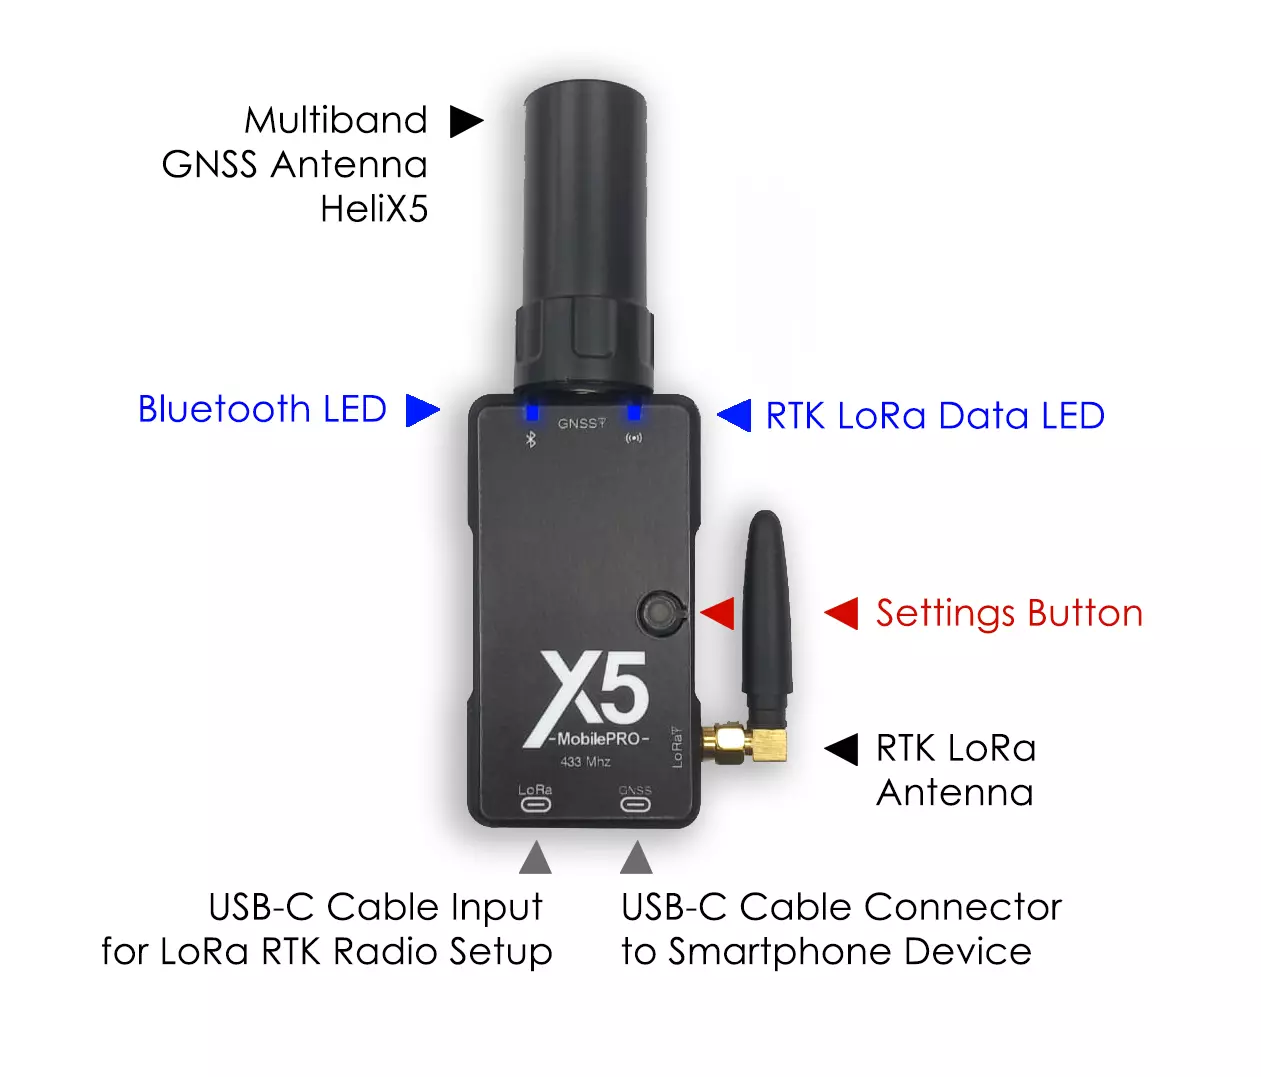 Multiband
GNSS Antenna
HeliX5
Bluetooth LED
RTK LoRa Data LED
GNSS
Settings Button
X5
-MobilePRO-
433 Mhz
LoRa
RTK LoRa
Antenna
LoRa
GNSS
USB-C Cable Input
for LoRa RTK Radio Setup
USB-C Cable Connector
to Smartphone Device